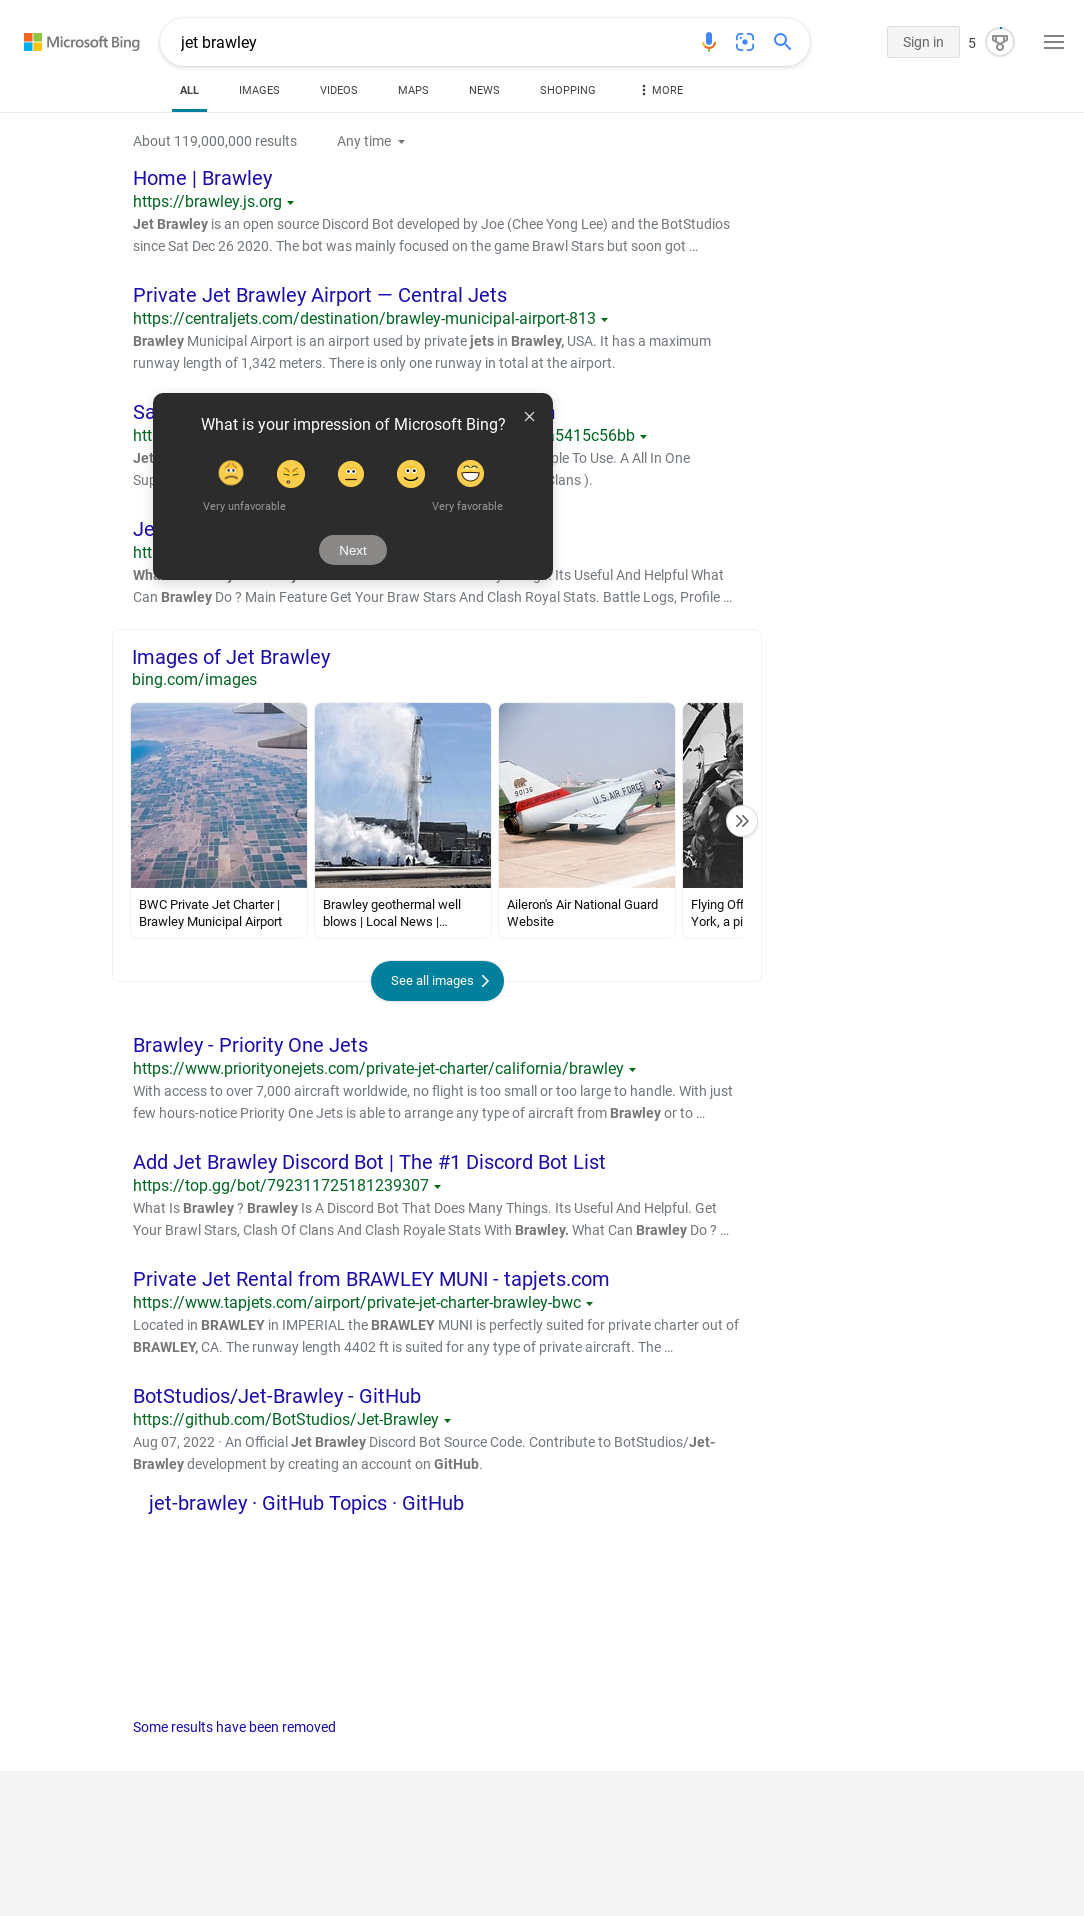 Microsoft Bing
jet brawley
Sign in
5
ALL
IMAGES
VIDEOS
MAPS
NEWS
SHOPPING
MORE
About 119,000,000 results
Any time
Home | Brawley
https://brawley.js.org
Jet Brawley is an open source Discord Bot developed by Joe (Chee Yong Lee) and the BotStudios
since Sat Dec 26 2020. The bot was mainly focused on the game Brawl Stars but soon got …
Private Jet Brawley Airport — Central Jets
https://centraljets.com/destination/brawley-municipal-airport-813
Brawley Municipal Airport is an airport used by private jets in Brawley, USA. It has a maximum
runway length of 1,342 meters. There is only one runway in total at the airport.
Sa
htt
5415c56bb
Jet
ple To Use. A All In One
Sup
Clans ).
What is your impression of Microsoft Bing?
Very unfavorable
Very favorable
Next
Je
htt
Its Useful And Helpful What
Can Brawley Do ? Main Feature Get Your Braw Stars And Clash Royal Stats. Battle Logs, Profile …
Images of Jet Brawley
bing.com/images
90136
CALIFORNIA
U.S. AIR FORCE
BWC Private Jet Charter |
Brawley Municipal Airport
Brawley geothermal well
blows | Local News |…
Aileron's Air National Guard
Website
Flying Off
York, a pi
See all images
Brawley - Priority One Jets
https://www.priorityonejets.com/private-jet-charter/california/brawley
With access to over 7,000 aircraft worldwide, no flight is too small or too large to handle. With just
few hours-notice Priority One Jets is able to arrange any type of aircraft from Brawley or to …
Add Jet Brawley Discord Bot | The #1 Discord Bot List
https://top.gg/bot/792311725181239307
What Is Brawley ? Brawley Is A Discord Bot That Does Many Things. Its Useful And Helpful. Get
Your Brawl Stars, Clash Of Clans And Clash Royale Stats With Brawley. What Can Brawley Do ? …
Private Jet Rental from BRAWLEY MUNI - tapjets.com
https://www.tapjets.com/airport/private-jet-charter-brawley-bwc
Located in BRAWLEY in IMPERIAL the BRAWLEY MUNI is perfectly suited for private charter out of
BRAWLEY, CA. The runway length 4402 ft is suited for any type of private aircraft. The …
BotStudios/Jet-Brawley - GitHub
https://github.com/BotStudios/Jet-Brawley
Aug 07, 2022 · An Official Jet Brawley Discord Bot Source Code. Contribute to BotStudios/Jet-
Brawley development by creating an account on GitHub.
jet-brawley · GitHub Topics · GitHub
Some results have been removed